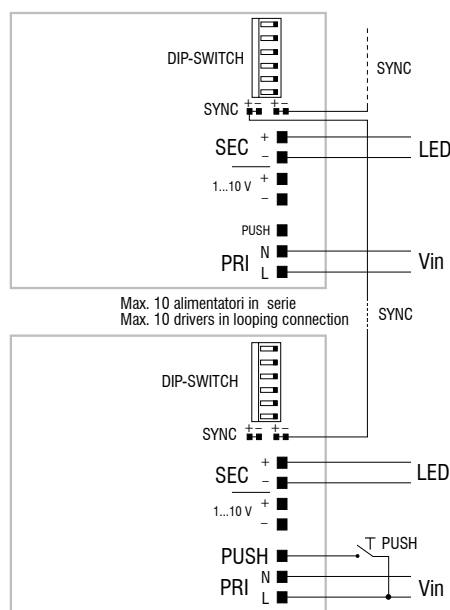 DIP-SWITCH
SYNC
SYNC + − + −
SEC + −
LED
1...10 V + −
PUSH
PRI N L
Vin
Max. 10 alimentatori in serie
Max. 10 drivers in looping connection
SYNC
DIP-SWITCH
SYNC + − + −
SEC + −
LED
1...10 V + −
PUSH
PUSH
PRI N L
Vin